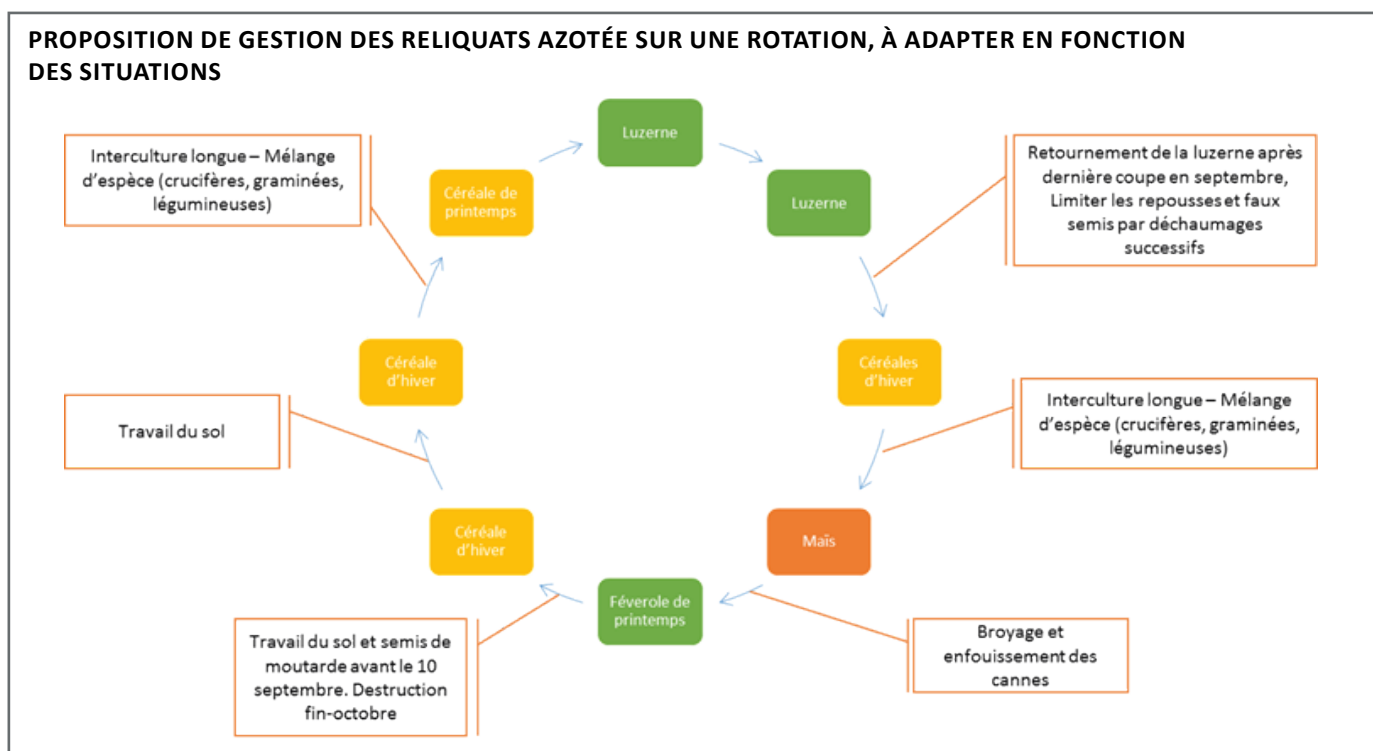 PROPOSITION DE GESTION DES RELIQUATS AZOTÉE SUR UNE ROTATION, À ADAPTER EN FONCTION
DES SITUATIONS
Luzerne
Luzerne
Retournement de la luzerne après
dernière coupe en septembre,
Limiter les repousses et faux
semis par déchaumages
successifs
Céréales
d'hiver
Interculture longue – Mélange
d'espèce (crucifères, graminées,
légumineuses)
Maïs
Broyage et
enfouissement des
cannes
Féverole de
printemps
Travail du sol et semis de
moutarde avant le 10
septembre. Destruction
fin-octobre
Céréale
d'hiver
Travail du sol
Céréale
d'hiver
Interculture longue – Mélange
d'espèce (crucifères, graminées,
légumineuses)
Céréale de
printemps